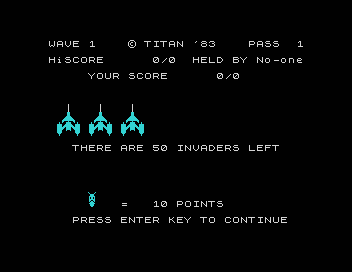 WAVE 1 © TITAN '83 PASS 1
HiSCORE 0/0 HELD BY No-one
YOUR SCORE 0/0
THERE ARE 50 INVADERS LEFT
= 10 POINTS
PRESS ENTER KEY TO CONTINUE